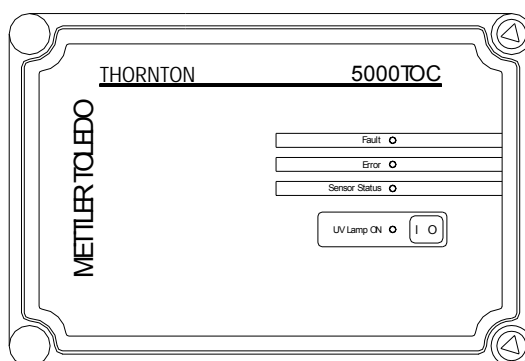 THORNTON 5000TOC
METTLER TOLEDO
Fault
Error
Sensor Status
UV Lamp ON I O